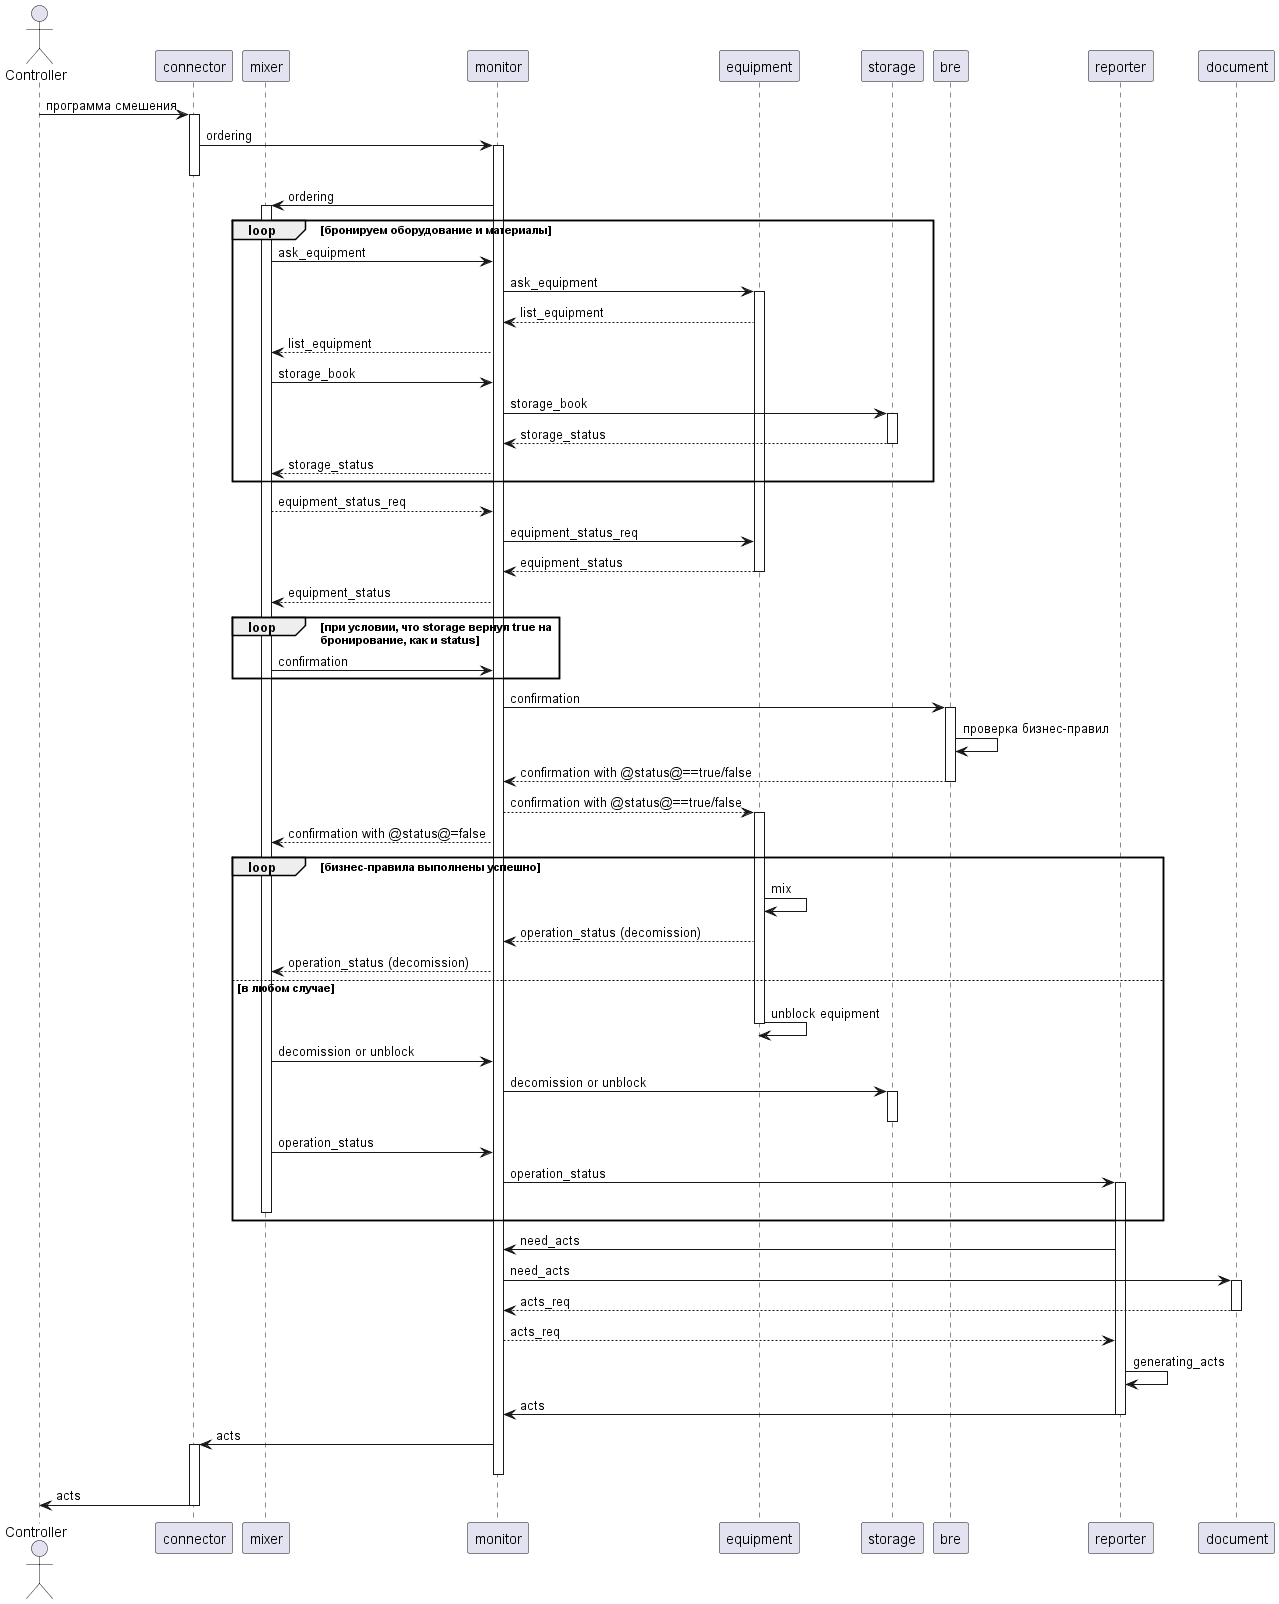 Controller
connector
mixer
monitor
equipment
storage
bre
reporter
document
программа смешения
ordering
ordering
loop
[бронируем оборудование и материалы]
ask_equipment
ask_equipment
list_equipment
list_equipment
storage_book
storage_book
storage_status
storage_status
equipment_status_req
equipment_status_req
equipment_status
equipment_status
loop
[при условии, что storage вернул true на
бронирование, как и status]
confirmation
confirmation
проверка бизнес-правил
confirmation with @status@==true/false
confirmation with @status@==true/false
confirmation with @status@=false
loop
[бизнес-правила выполнены успешно]
mix
operation_status (decomission)
operation_status (decomission)
[в любом случае]
unblock equipment
decomission or unblock
decomission or unblock
operation_status
operation_status
need_acts
need_acts
acts_req
acts_req
generating_acts
acts
acts
acts
Controller
connector
mixer
monitor
equipment
storage
bre
reporter
document